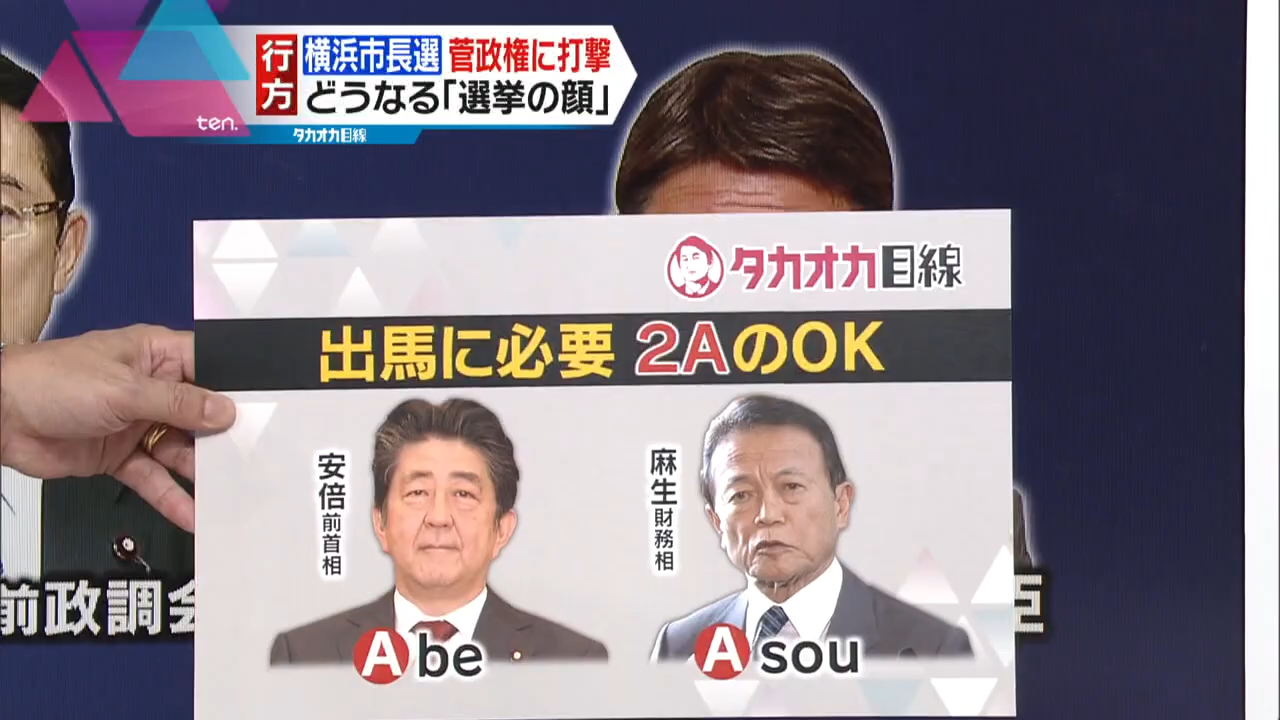 行方
横浜市長選 菅政権に打撃
どうなる「選挙の顔」
ten.
タカオカ目線
タカオカ目線
出馬に必要 2AのOK
安倍前首相
麻生財務相
Abe
Asou
前政調会
臣